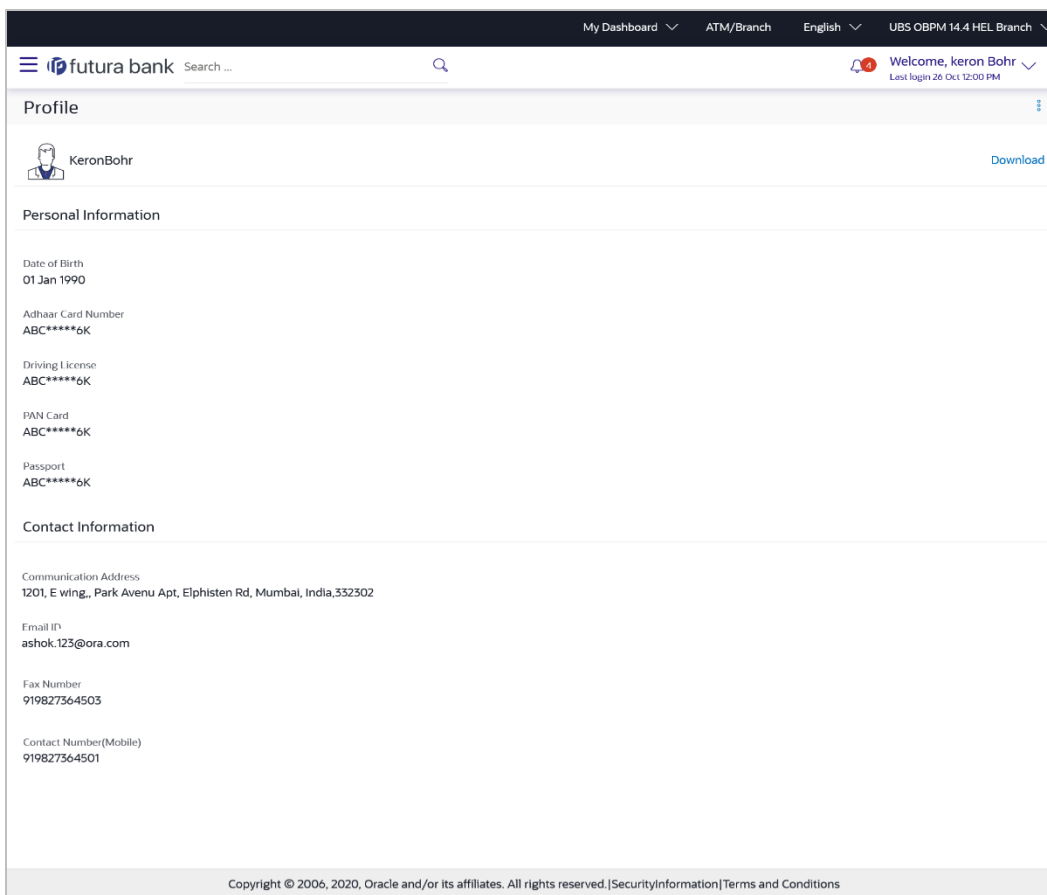 My Dashboard ATM/Branch English UBS OBPM 14.4 HEL Branch
futura bank Search ... 4 Welcome, keron Bohr
Last login 26 Oct 12:00 PM
Profile
KeronBohr Download
Personal Information
Date of Birth
01 Jan 1990
Adhaar Card Number
ABC*****6K
Driving License
ABC*****6K
PAN Card
ABC*****6K
Passport
ABC*****6K
Contact Information
Communication Address
1201, E wing,, Park Avenu Apt, Elphisten Rd, Mumbai, India,332302
Email ID
ashok.123@ora.com
Fax Number
919827364503
Contact Number(Mobile)
919827364501
Copyright © 2006, 2020, Oracle and/or its affiliates. All rights reserved.|SecurityInformation|Terms and Conditions